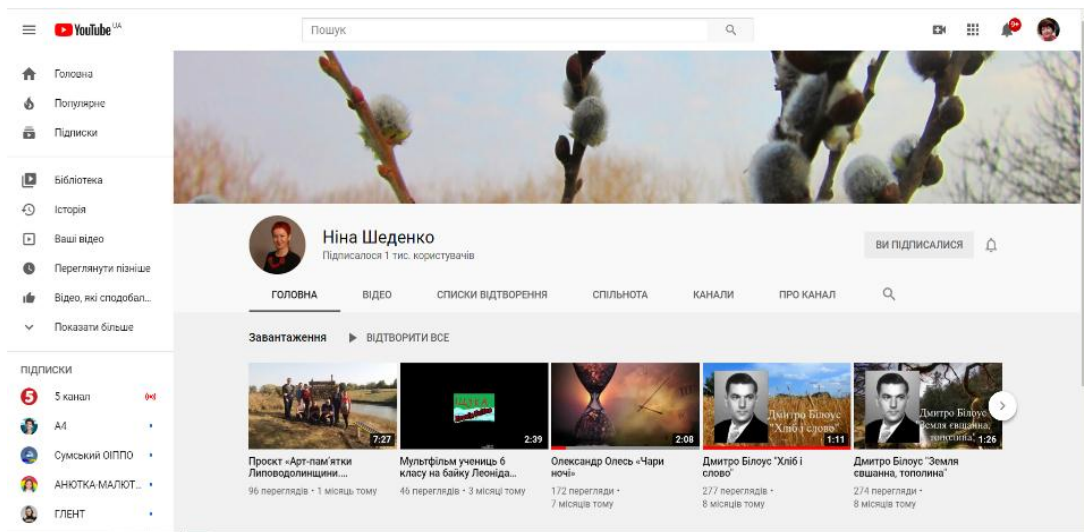 YouTube UA
Пошук
9+
Головна
Популярне
Підписки
Бібліотека
Історія
Ваші відео
Переглянути пізніше
Відео, які сподобал...
Показати більше
ПІДПИСКИ
5 канал
А4
Сумський ОІППО
АНЮТКА-МАЛЮТ...
ГЛЕНТ
Ніна Шеденко
Підписалося 1 тис. користувачів
ВИ ПІДПИСАЛИСЯ
ГОЛОВНА ВІДЕО СПИСКИ ВІДТВОРЕННЯ СПІЛЬНОТА КАНАЛИ ПРО КАНАЛ
Завантаження ВІДТВОРИТИ ВСЕ
7:27
Проєкт «Арт-пам'ятки
Липоводолинщини....
96 переглядів • 1 місяць тому
2:39
Мультфільм учениць 6
класу на байку Леоніда...
46 переглядів • 3 місяці тому
2:08
Олександр Олесь «Чари
ночі»
172 перегляди •
7 місяців тому
Дмитро Білоус
"Хліб і слово"
1:11
Дмитро Білоус "Хліб і
слово"
277 переглядів •
8 місяців тому
Дмитро Білоус
"Земля євшанна,
тополина"
1:26
Дмитро Білоус "Земля
євшанна, тополина"
274 перегляди •
8 місяців тому